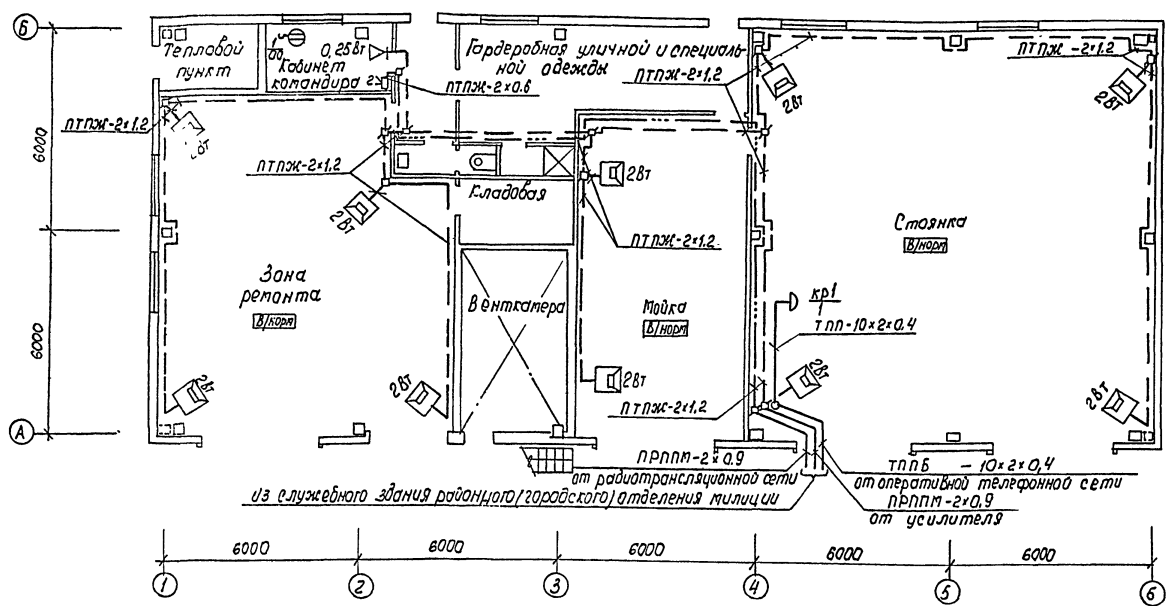 Б
Тепловой
пункт
Кабинет
командира
2
0,25Вт
Гардеробная уличной и специаль-
ной одежды
ПТПЖ-2×0.6
ПТПЖ-2×1,2
ПТПЖ -2×1.2
2Вт
2Вт
ПТПЖ-2×1.2
6000
ПТПЖ-2×1,2
2Вт
Кладовая
2Вт
ПТПЖ-2×1.2
Стоянка
В/норм
Зона
ремонта
В/норм
Венткамера
Мойка
В/норм
кр1
1
ТПП-10×2×0,4
6000
2Вт
2Вт
2Вт
2Вт
2Вт
ПТПЖ-2×1,2
А
ПРППМ-2×0.9
от радиотрансляционной сети
из служебного здания районного (городского) отделения милиции
ТППБ - 10×2×0,4
от оперативной телефонной сети
ПРППМ-2×0,9
от усилителя
6000
6000
6000
6000
6000
1
2
3
4
5
6